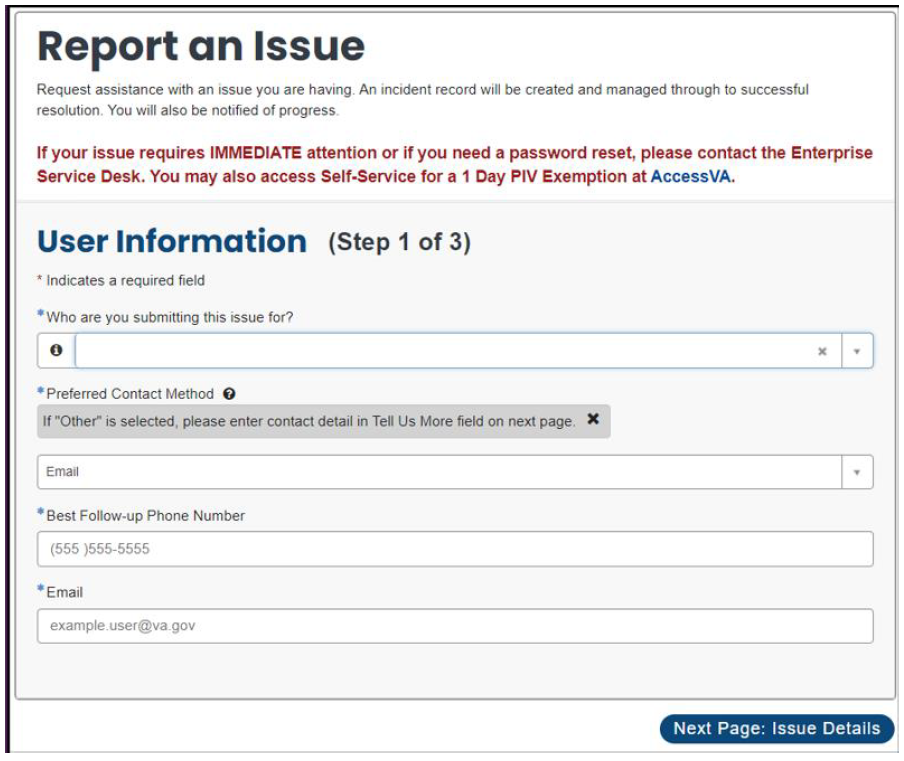 Report an Issue
Request assistance with an issue you are having. An incident record will be created and managed through to successful
resolution. You will also be notified of progress.
If your issue requires IMMEDIATE attention or if you need a password reset, please contact the Enterprise
Service Desk. You may also access Self-Service for a 1 Day PIV Exemption at AccessVA.
User Information (Step 1 of 3)
* Indicates a required field
*Who are you submitting this issue for?
*Preferred Contact Method
If "Other" is selected, please enter contact detail in Tell Us More field on next page.
Email
*Best Follow-up Phone Number
(555 )555-5555
*Email
example.user@va.gov
Next Page: Issue Details